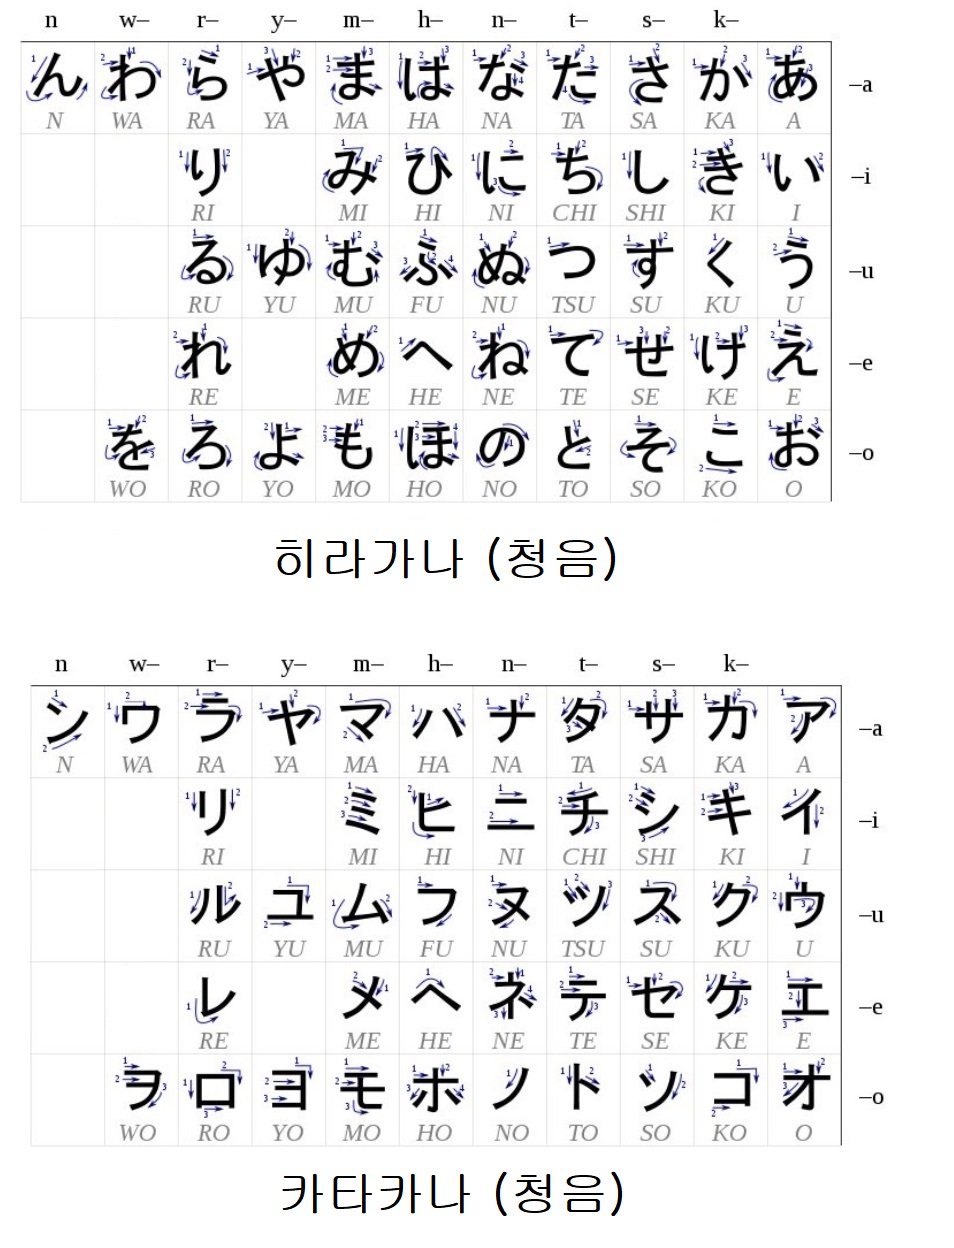 n w– r– y– m– h– n– t– s– k–
ん わ ら や ま は な た さ か あ –a
N WA RA YA MA HA NA TA SA KA A
り み ひ に ち し き い –i
RI MI HI NI CHI SHI KI I
る ゆ む ふ ぬ つ す く う –u
RU YU MU FU NU TSU SU KU U
れ め へ ね て せ け え –e
RE ME HE NE TE SE KE E
を ろ よ も ほ の と そ こ お –o
WO RO YO MO HO NO TO SO KO O
히라가나 (청음)
n w– r– y– m– h– n– t– s– k–
ン ワ ラ ヤ マ ハ ナ タ サ カ ア –a
N WA RA YA MA HA NA TA SA KA A
リ ミ ヒ ニ チ シ キ イ –i
RI MI HI NI CHI SHI KI I
ル ユ ム フ ヌ ツ ス ク ウ –u
RU YU MU FU NU TSU SU KU U
レ メ ヘ ネ テ セ ケ エ –e
RE ME HE NE TE SE KE E
ヲ ロ ヨ モ ホ ノ ト ソ コ オ –o
WO RO YO MO HO NO TO SO KO O
카타카나 (청음)